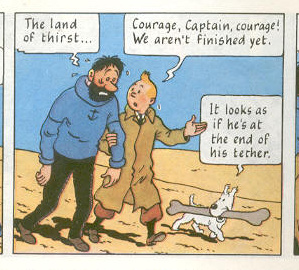 The land
of thirst...
Courage, Captain, courage!
We aren't finished yet.
It looks as
if he's at
the end of
his tether.